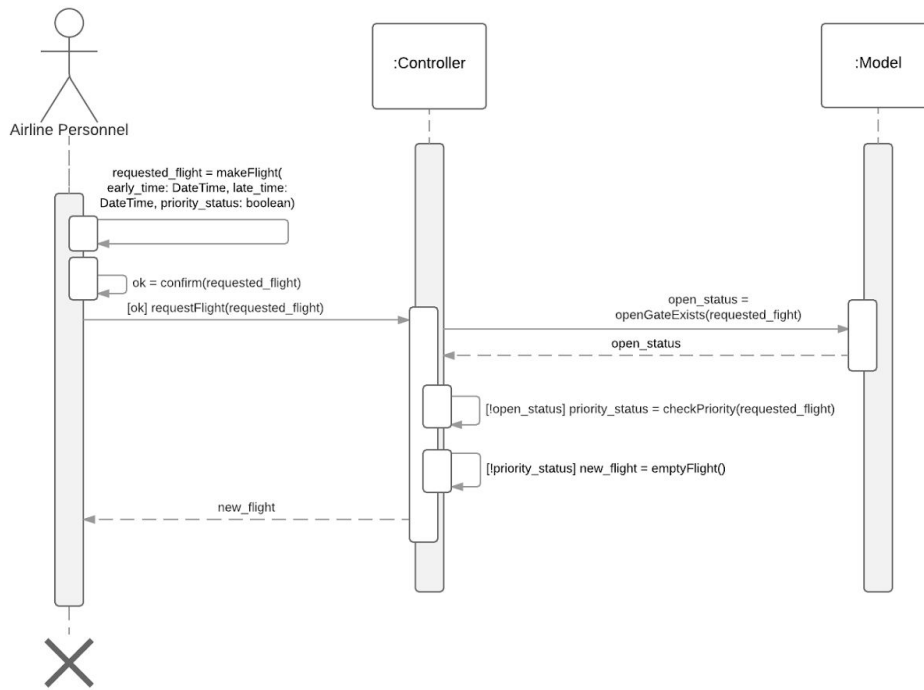 :Controller
:Model
Airline Personnel
requested_flight = makeFlight(
early_time: DateTime, late_time:
DateTime, priority_status: boolean)
ok = confirm(requested_flight)
[ok] requestFlight(requested_flight)
open_status =
openGateExists(requested_fight)
open_status
[!open_status] priority_status = checkPriority(requested_flight)
[!priority_status] new_flight = emptyFlight()
new_flight